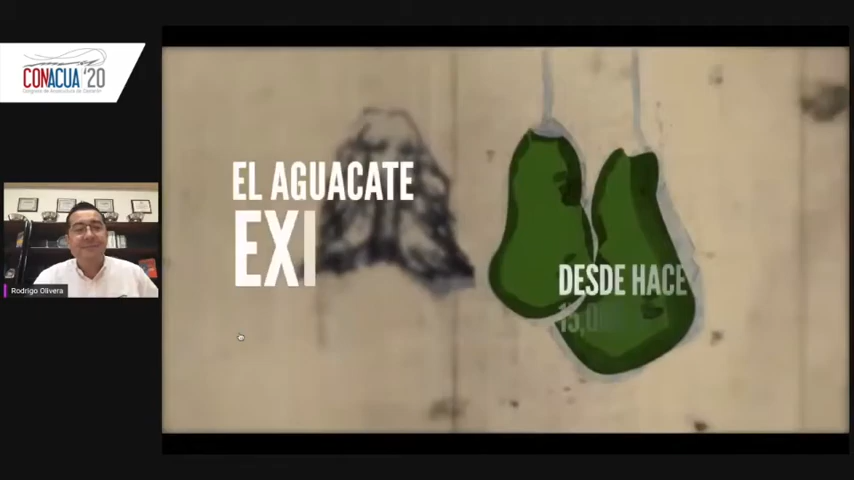 CONACUA '20
Rodrigo Olivera
EL AGUACATE
EXI
DESDE HACE